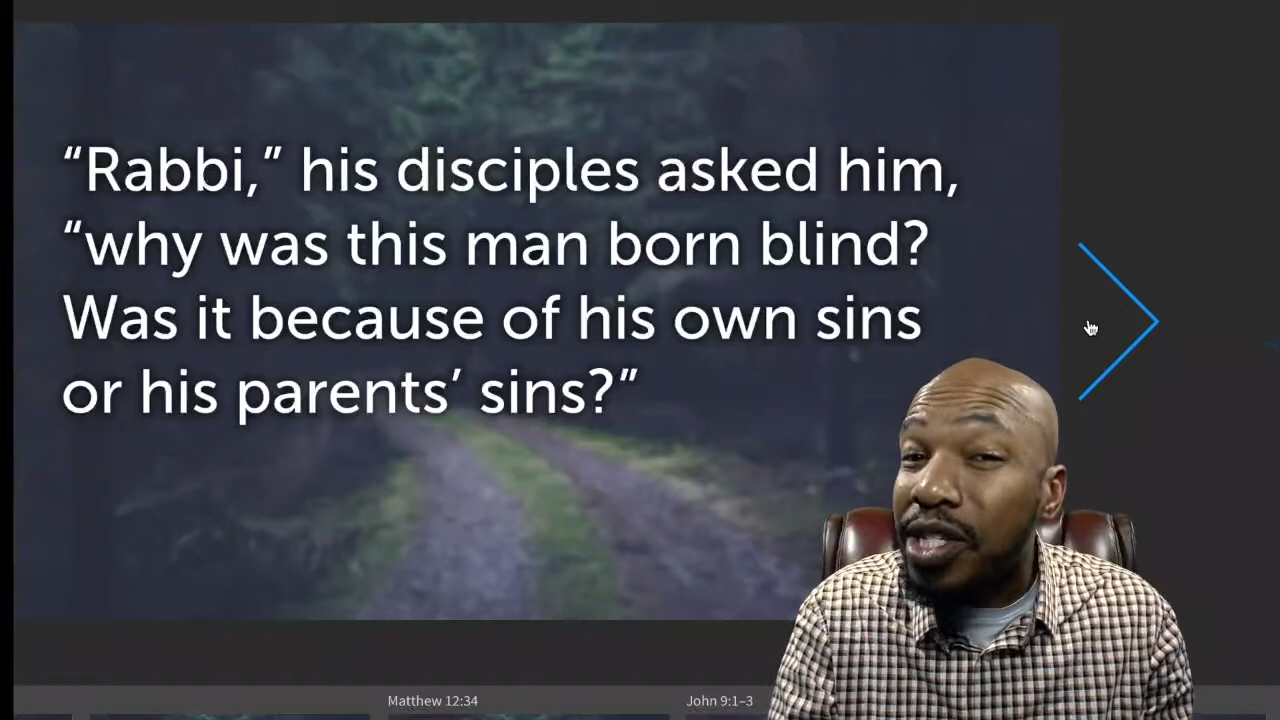 “Rabbi,” his disciples asked him,
“why was this man born blind?
Was it because of his own sins
or his parents’ sins?”
Matthew 12:34
John 9:1–3